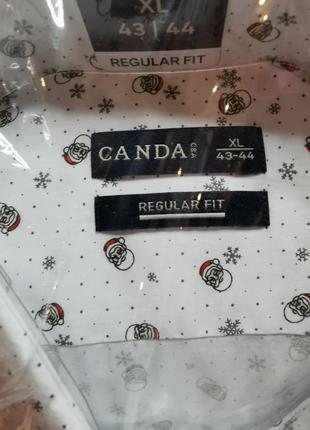 XL
43 | 44
REGULAR FIT
CANDA C&A XL
43-44
REGULAR FIT